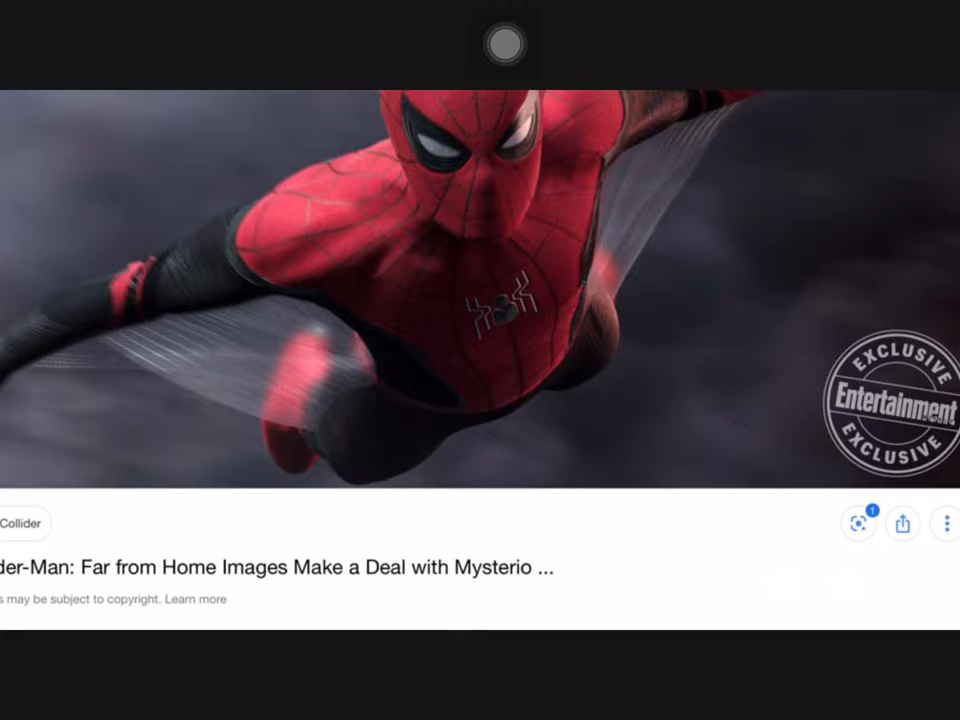 EXCLUSIVE
Entertainment
EXCLUSIVE
Collider
1
der-Man: Far from Home Images Make a Deal with Mysterio ...
s may be subject to copyright. Learn more